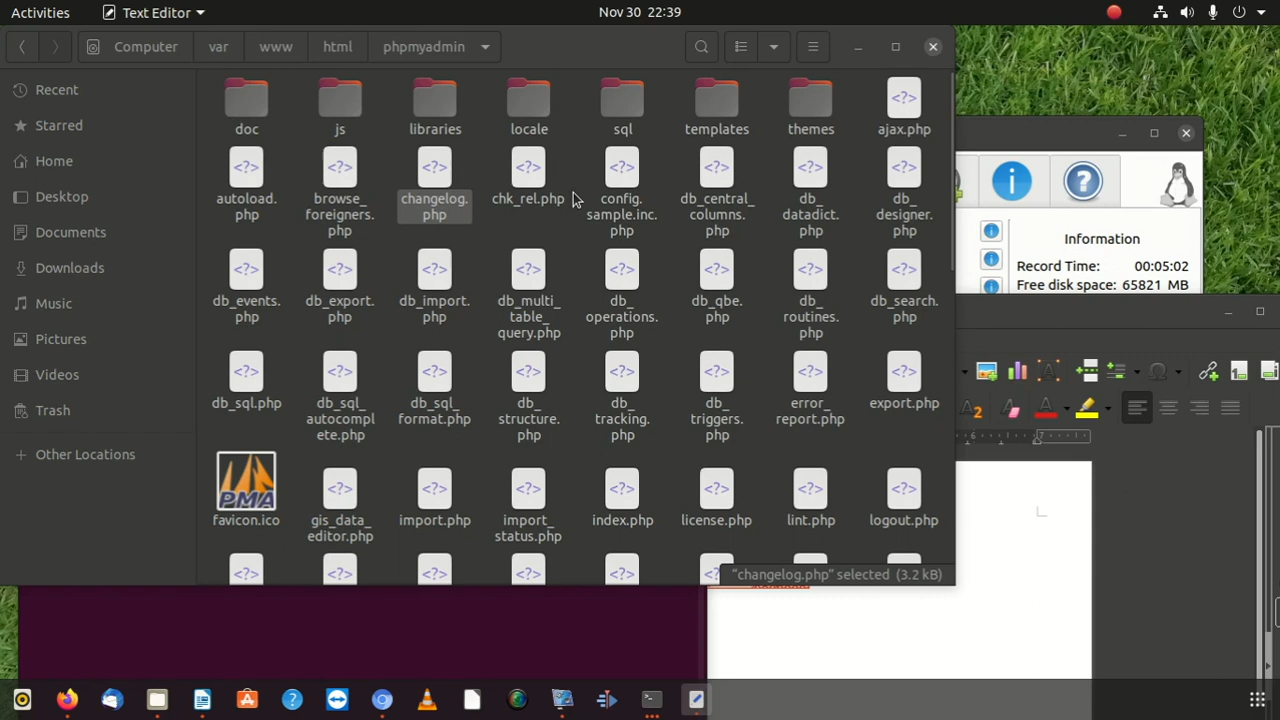 Activities
Text Editor
Nov 30 22:39
Computer
var
www
html
phpmyadmin
Recent
Starred
Home
Desktop
Documents
Downloads
Music
Pictures
Videos
Trash
Other Locations
doc
js
libraries
locale
sql
templates
themes
ajax.php
autoload.
php
browse_
foreigners.
php
changelog.
php
chk_rel.php
config.
sample.inc.
php
db_central_
columns.
php
db_
datadict.
php
db_
designer.
php
db_events.
php
db_export.
php
db_import.
php
db_multi_
table_
query.php
db_
operations.
php
db_qbe.
php
db_
routines.
php
db_search.
php
db_sql.php
db_sql_
autocompl
ete.php
db_sql_
format.php
db_
structure.
php
db_
tracking.
php
db_
triggers.
php
error_
report.php
export.php
PMA
favicon.ico
gis_data_
editor.php
import.php
import_
status.php
index.php
license.php
lint.php
logout.php
"changelog.php" selected (3.2 kB)
Information
Record Time: 00:05:02
Free disk space: 65821 MB
6
7